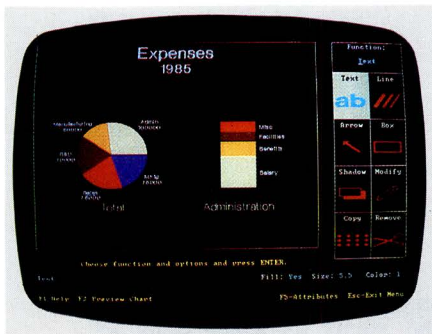 Expenses
1985
Manufacturing
Admin
Misc
Facilities
Benefits
Salary
Total
Administration
Function:
Text
Text Line
ab
Arrow Box
Shadow Modify
Copy Remove
Choose function and options and press ENTER.
Text Fill: Yes Size: 5.5 Color: 1
F1-Help F2-Preview Chart F5-Attributes Esc-Exit Menu